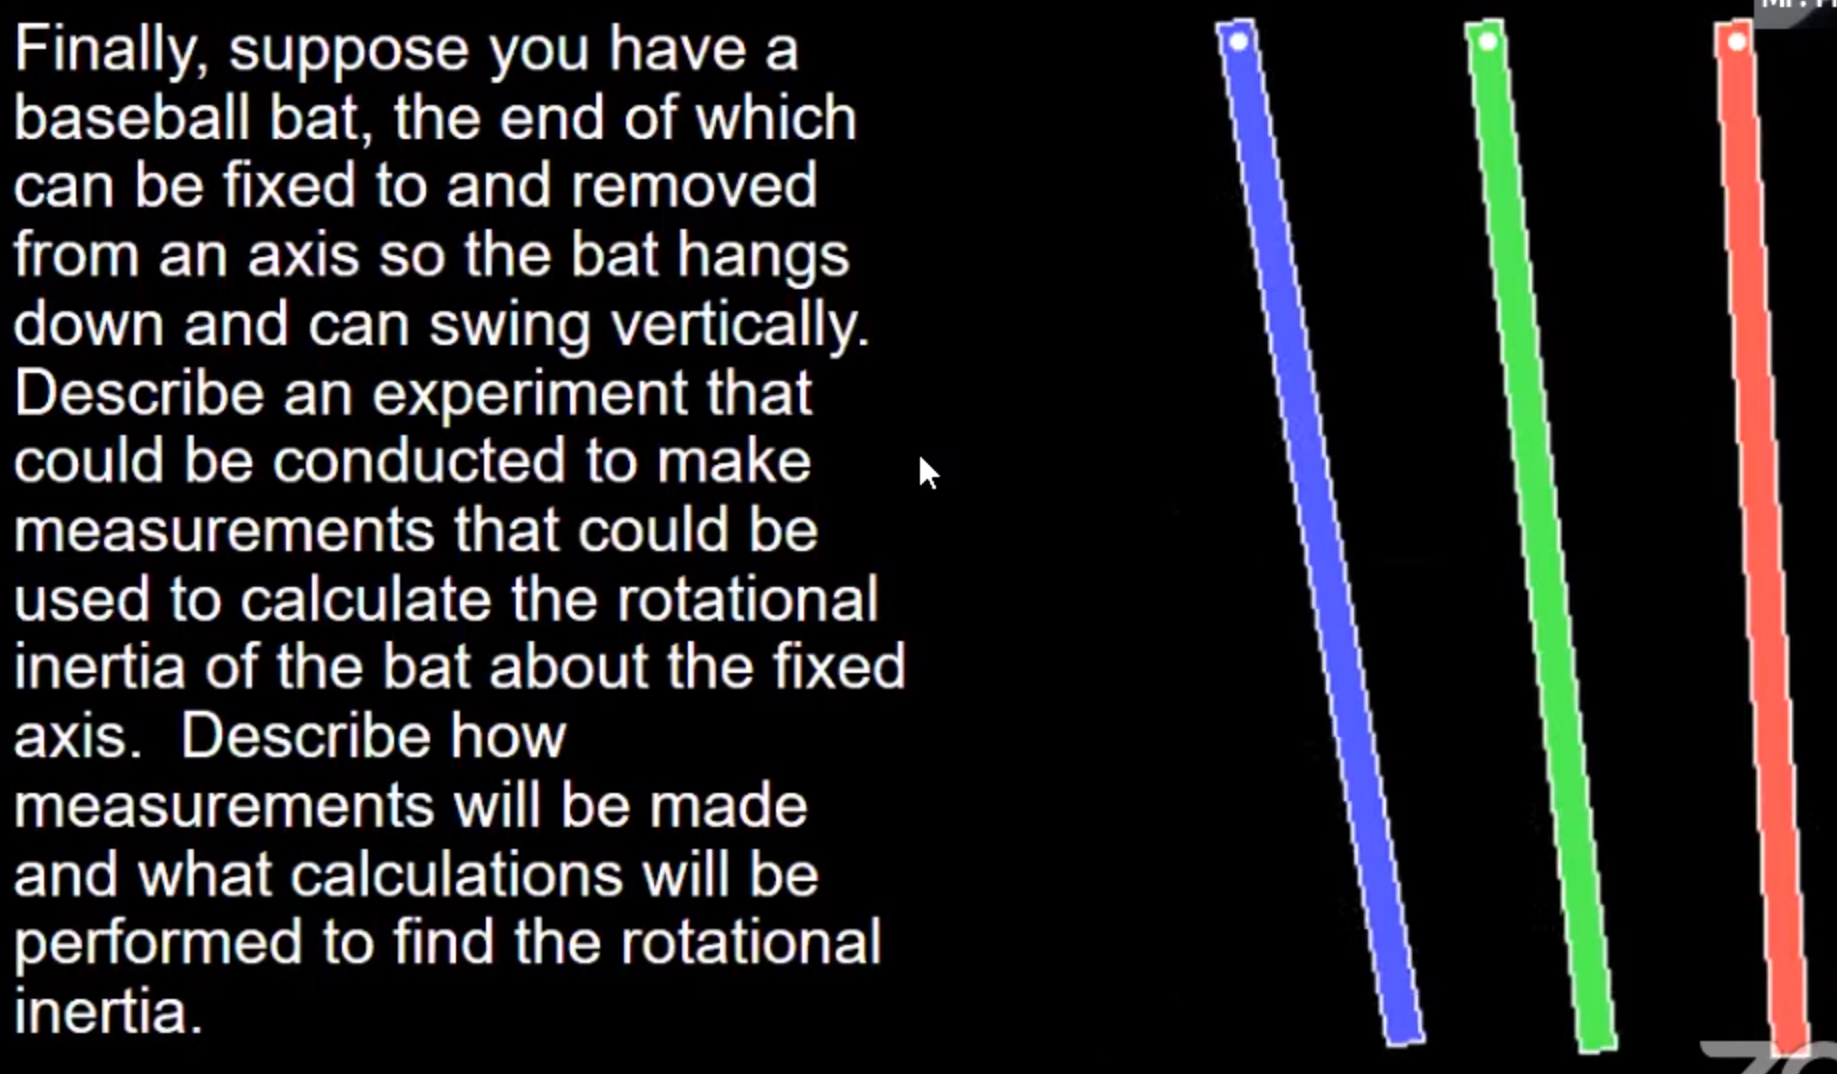 Finally, suppose you have a
baseball bat, the end of which
can be fixed to and removed
from an axis so the bat hangs
down and can swing vertically.
Describe an experiment that
could be conducted to make
measurements that could be
used to calculate the rotational
inertia of the bat about the fixed
axis.  Describe how
measurements will be made
and what calculations will be
performed to find the rotational
inertia.